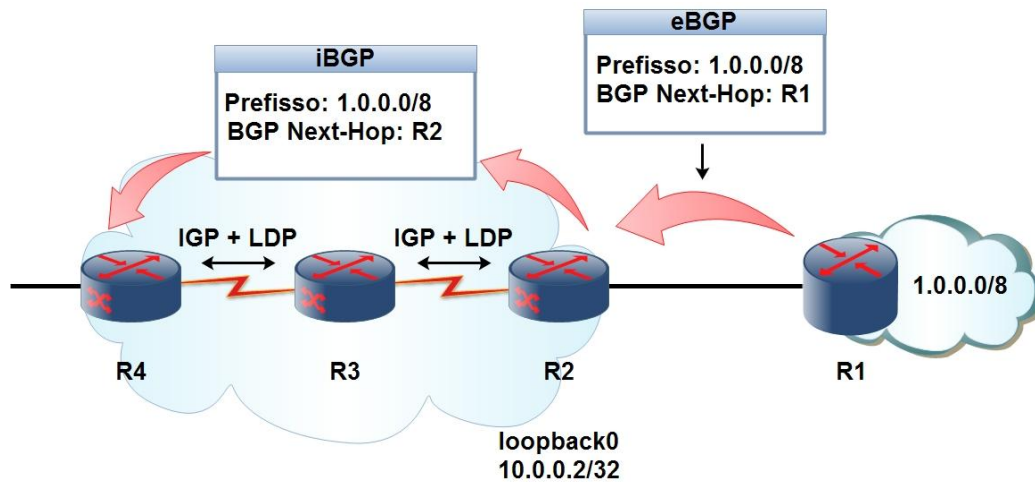 eBGP
Prefisso: 1.0.0.0/8
BGP Next-Hop: R1
iBGP
Prefisso: 1.0.0.0/8
BGP Next-Hop: R2
IGP + LDP
IGP + LDP
1.0.0.0/8
R4
R3
R2
R1
loopback0
10.0.0.2/32